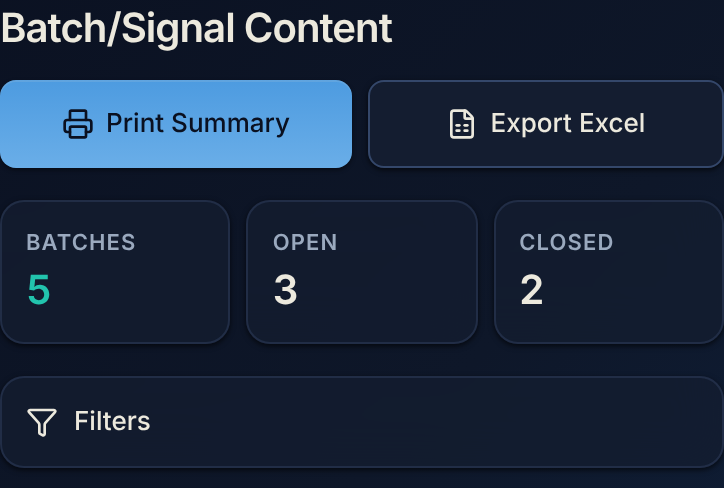 Batch/Signal Content
Print Summary
Export Excel
BATCHES
5
OPEN
3
CLOSED
2
Filters